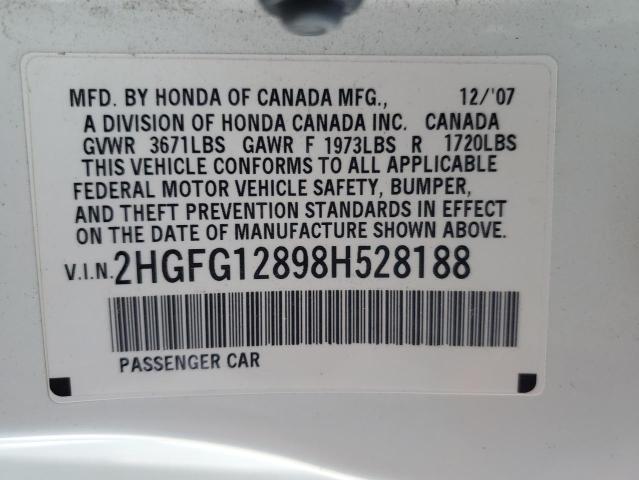 MFD. BY HONDA OF CANADA MFG., 12/'07
A DIVISION OF HONDA CANADA INC. CANADA
GVWR 3671LBS GAWR F 1973LBS R 1720LBS
THIS VEHICLE CONFORMS TO ALL APPLICABLE
FEDERAL MOTOR VEHICLE SAFETY, BUMPER,
AND THEFT PREVENTION STANDARDS IN EFFECT
ON THE DATE OF MANUFACTURE SHOWN ABOVE.
V.I.N. 2HGFG12898H528188
PASSENGER CAR